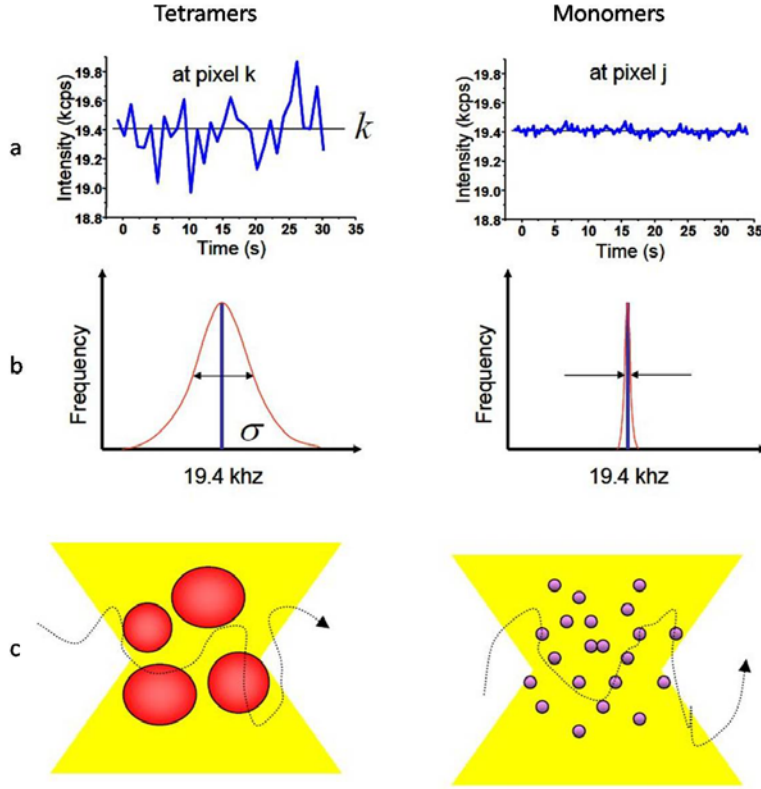 Tetramers
Monomers
a
Intensity (kcps)
19.8
19.6
19.4
19.2
19.0
18.8
at pixel k
k
0 5 10 15 20 25 30 35
Time (s)
Intensity (kcps)
19.8
19.6
19.4
19.2
19.0
18.8
at pixel j
0 5 10 15 20 25 30 35
Time (s)
b
Frequency
σ
19.4 khz
Frequency
19.4 khz
c